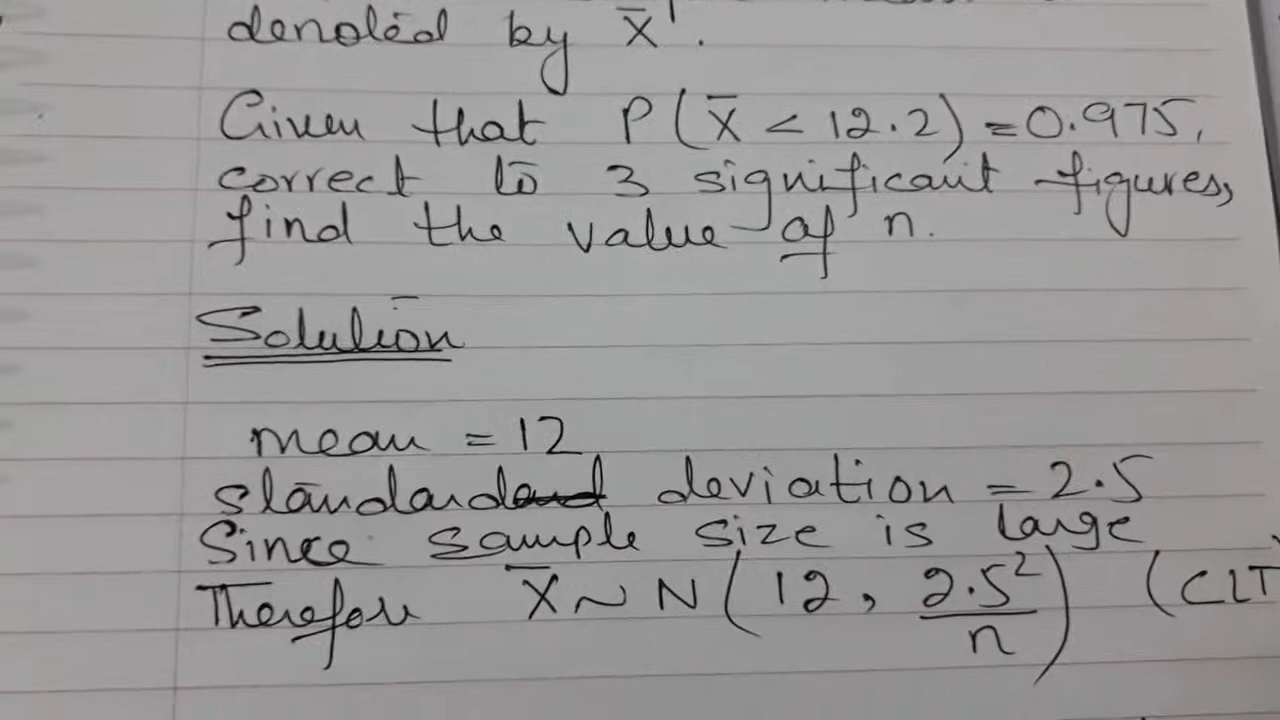 denoted by X̄'.
Given that P(X̄ < 12.2) = 0.975,
correct to 3 significant figures,
find the value of n.
Solution
mean = 12
standard deviation = 2.5
Since sample size is large
Therefore X̄ ~ N(12, 2.5²/n) (CLT